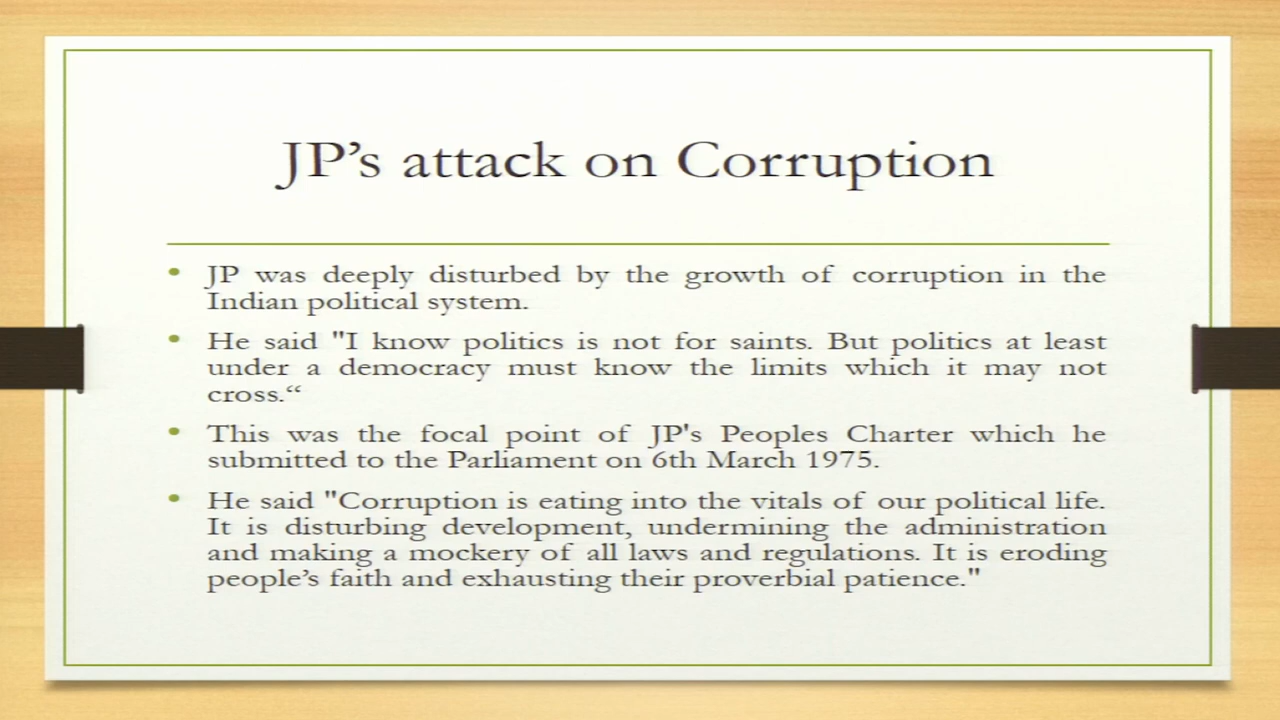 JP’s attack on Corruption
• JP was deeply disturbed by the growth of corruption in the
Indian political system.
• He said "I know politics is not for saints. But politics at least
under a democracy must know the limits which it may not
cross.“
• This was the focal point of JP's Peoples Charter which he
submitted to the Parliament on 6th March 1975.
• He said "Corruption is eating into the vitals of our political life.
It is disturbing development, undermining the administration
and making a mockery of all laws and regulations. It is eroding
people’s faith and exhausting their proverbial patience."